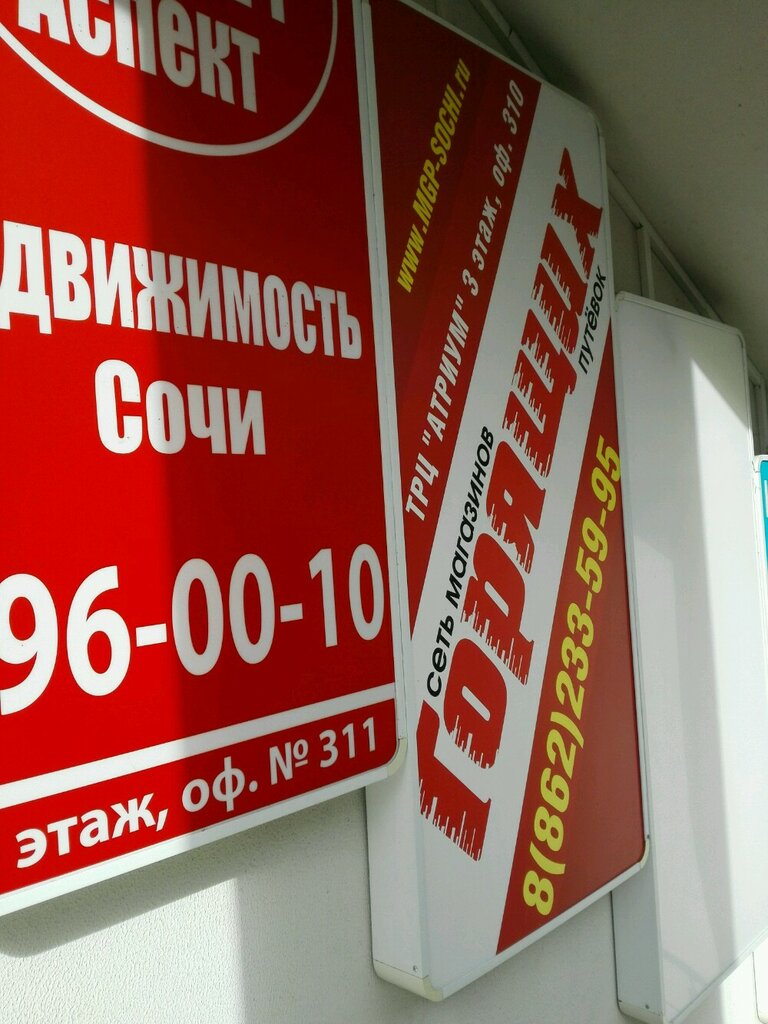 Аспект
движимость
Сочи
96-00-10
этаж, оф. № 311
www.MGP-SOCHI.ru
ТРЦ "АТРИУМ" 3 этаж, оф. 310
сеть магазинов
Горящих
путёвок
8(862)233-59-95